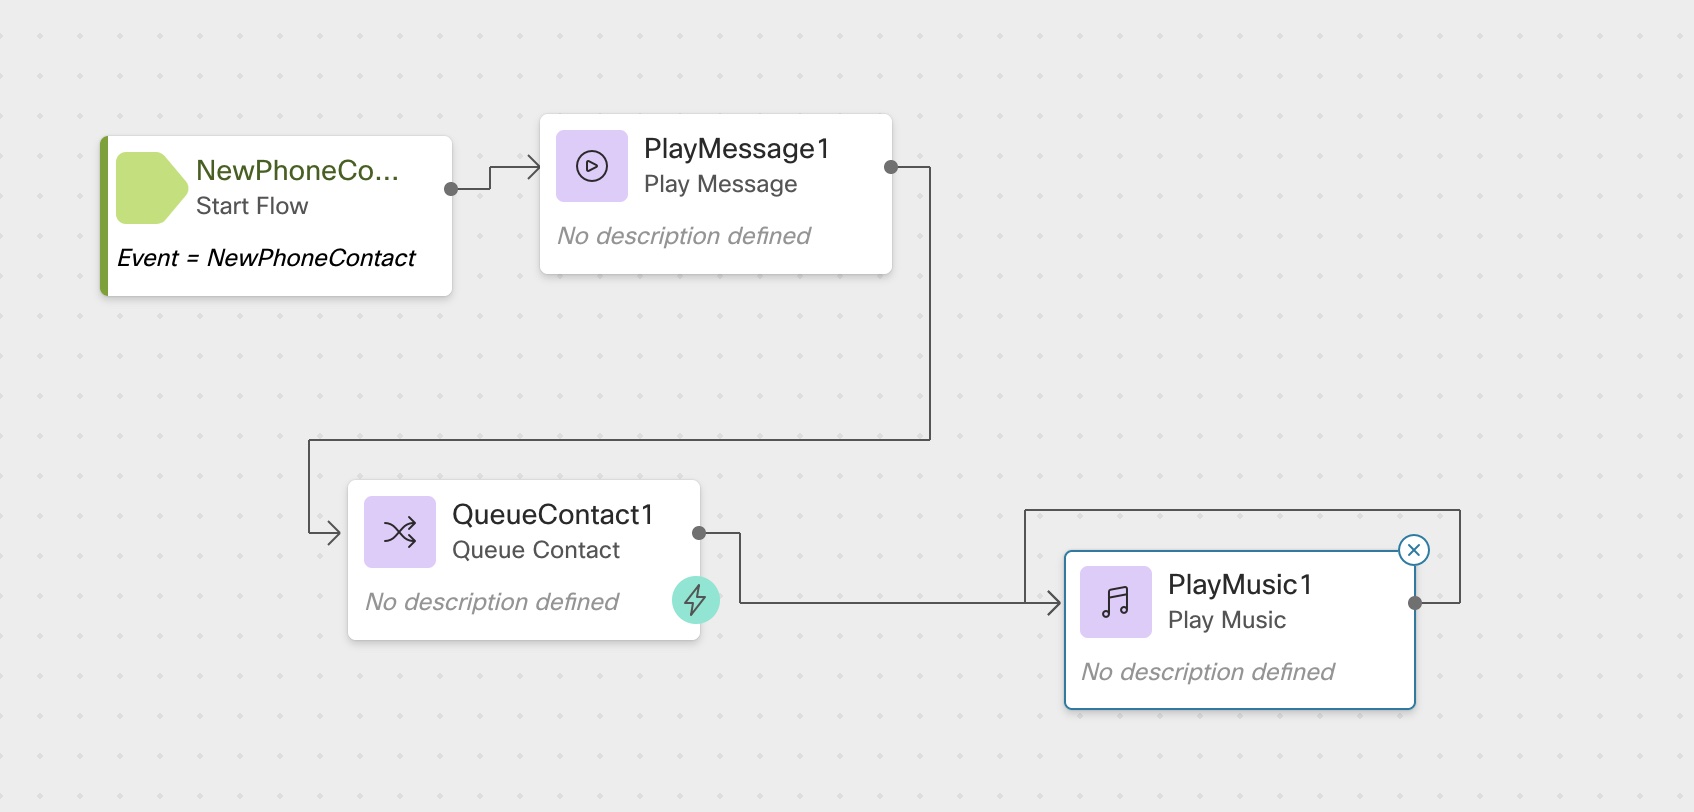 NewPhoneCo...
Start Flow
Event = NewPhoneContact
PlayMessage1
Play Message
No description defined
QueueContact1
Queue Contact
No description defined
PlayMusic1
Play Music
No description defined